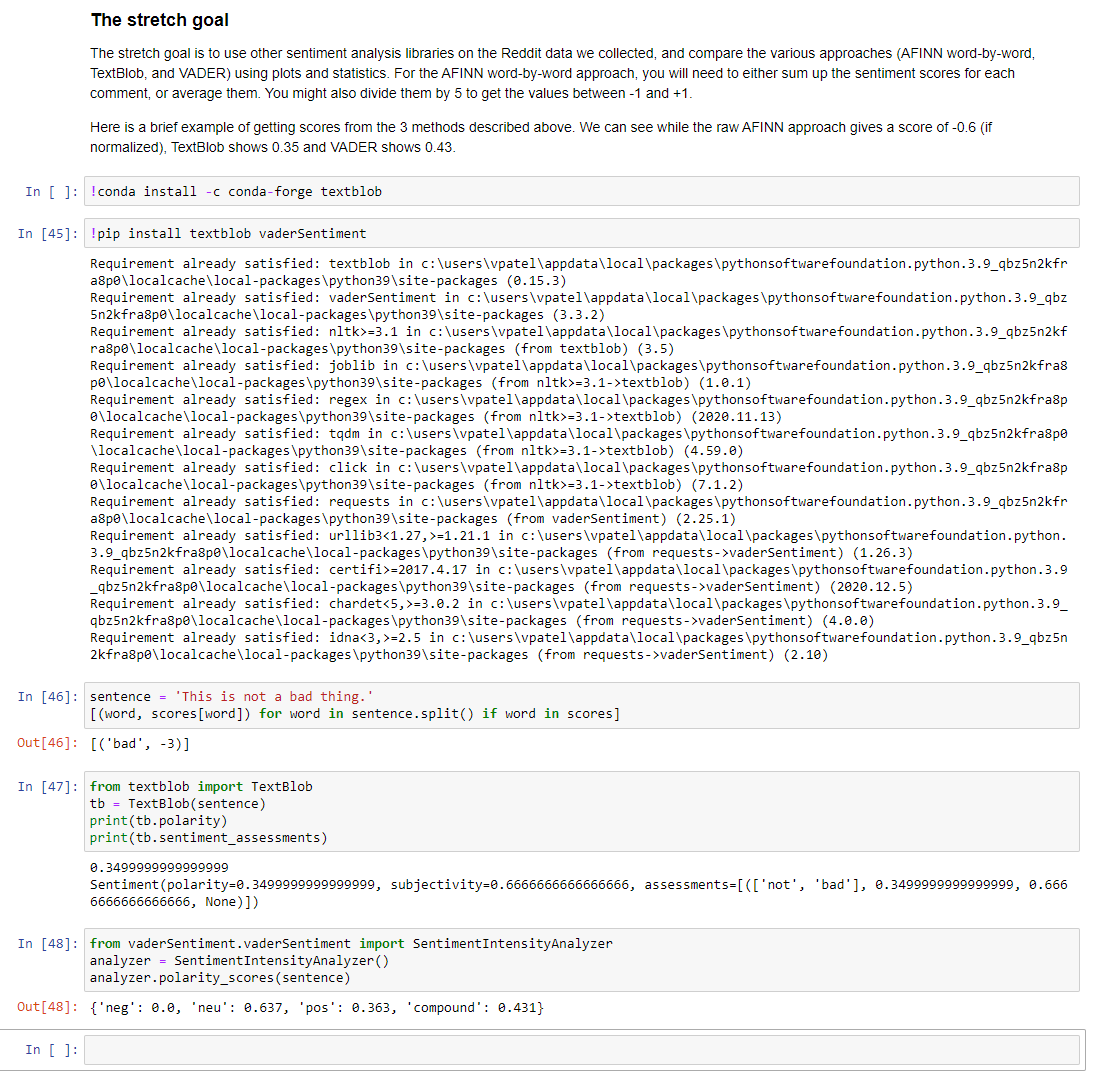 The stretch goal
The stretch goal is to use other sentiment analysis libraries on the Reddit data we collected, and compare the various approaches (AFINN word-by-word,
TextBlob, and VADER) using plots and statistics. For the AFINN word-by-word approach, you will need to either sum up the sentiment scores for each
comment, or average them. You might also divide them by 5 to get the values between -1 and +1.
Here is a brief example of getting scores from the 3 methods described above. We can see while the raw AFINN approach gives a score of -0.6 (if
normalized), TextBlob shows 0.35 and VADER shows 0.43.
In [ ]: !conda install -c conda-forge textblob
In [45]: !pip install textblob vaderSentiment
Requirement already satisfied: textblob in c:\users\vpatel\appdata\local\packages\pythonsoftwarefoundation.python.3.9_qbz5n2kfr
a8p0\localcache\local-packages\python39\site-packages (0.15.3)
Requirement already satisfied: vaderSentiment in c:\users\vpatel\appdata\local\packages\pythonsoftwarefoundation.python.3.9_qbz
5n2kfra8p0\localcache\local-packages\python39\site-packages (3.3.2)
Requirement already satisfied: nltk>=3.1 in c:\users\vpatel\appdata\local\packages\pythonsoftwarefoundation.python.3.9_qbz5n2kf
ra8p0\localcache\local-packages\python39\site-packages (from textblob) (3.5)
Requirement already satisfied: joblib in c:\users\vpatel\appdata\local\packages\pythonsoftwarefoundation.python.3.9_qbz5n2kfra8
p0\localcache\local-packages\python39\site-packages (from nltk>=3.1->textblob) (1.0.1)
Requirement already satisfied: regex in c:\users\vpatel\appdata\local\packages\pythonsoftwarefoundation.python.3.9_qbz5n2kfra8p
0\localcache\local-packages\python39\site-packages (from nltk>=3.1->textblob) (2020.11.13)
Requirement already satisfied: tqdm in c:\users\vpatel\appdata\local\packages\pythonsoftwarefoundation.python.3.9_qbz5n2kfra8p0
\localcache\local-packages\python39\site-packages (from nltk>=3.1->textblob) (4.59.0)
Requirement already satisfied: click in c:\users\vpatel\appdata\local\packages\pythonsoftwarefoundation.python.3.9_qbz5n2kfra8p
0\localcache\local-packages\python39\site-packages (from nltk>=3.1->textblob) (7.1.2)
Requirement already satisfied: requests in c:\users\vpatel\appdata\local\packages\pythonsoftwarefoundation.python.3.9_qbz5n2kfr
a8p0\localcache\local-packages\python39\site-packages (from vaderSentiment) (2.25.1)
Requirement already satisfied: urllib3<1.27,>=1.21.1 in c:\users\vpatel\appdata\local\packages\pythonsoftwarefoundation.python.
3.9_qbz5n2kfra8p0\localcache\local-packages\python39\site-packages (from requests->vaderSentiment) (1.26.3)
Requirement already satisfied: certifi>=2017.4.17 in c:\users\vpatel\appdata\local\packages\pythonsoftwarefoundation.python.3.9
_qbz5n2kfra8p0\localcache\local-packages\python39\site-packages (from requests->vaderSentiment) (2020.12.5)
Requirement already satisfied: chardet<5,>=3.0.2 in c:\users\vpatel\appdata\local\packages\pythonsoftwarefoundation.python.3.9_
qbz5n2kfra8p0\localcache\local-packages\python39\site-packages (from requests->vaderSentiment) (4.0.0)
Requirement already satisfied: idna<3,>=2.5 in c:\users\vpatel\appdata\local\packages\pythonsoftwarefoundation.python.3.9_qbz5n
2kfra8p0\localcache\local-packages\python39\site-packages (from requests->vaderSentiment) (2.10)
In [46]: sentence = 'This is not a bad thing.'
[(word, scores[word]) for word in sentence.split() if word in scores]
Out[46]: [('bad', -3)]
In [47]: from textblob import TextBlob
tb = TextBlob(sentence)
print(tb.polarity)
print(tb.sentiment_assessments)
0.3499999999999999
Sentiment(polarity=0.3499999999999999, subjectivity=0.6666666666666666, assessments=[(['not', 'bad'], 0.3499999999999999, 0.666
6666666666666, None)])
In [48]: from vaderSentiment.vaderSentiment import SentimentIntensityAnalyzer
analyzer = SentimentIntensityAnalyzer()
analyzer.polarity_scores(sentence)
Out[48]: {'neg': 0.0, 'neu': 0.637, 'pos': 0.363, 'compound': 0.431}
In [ ]: